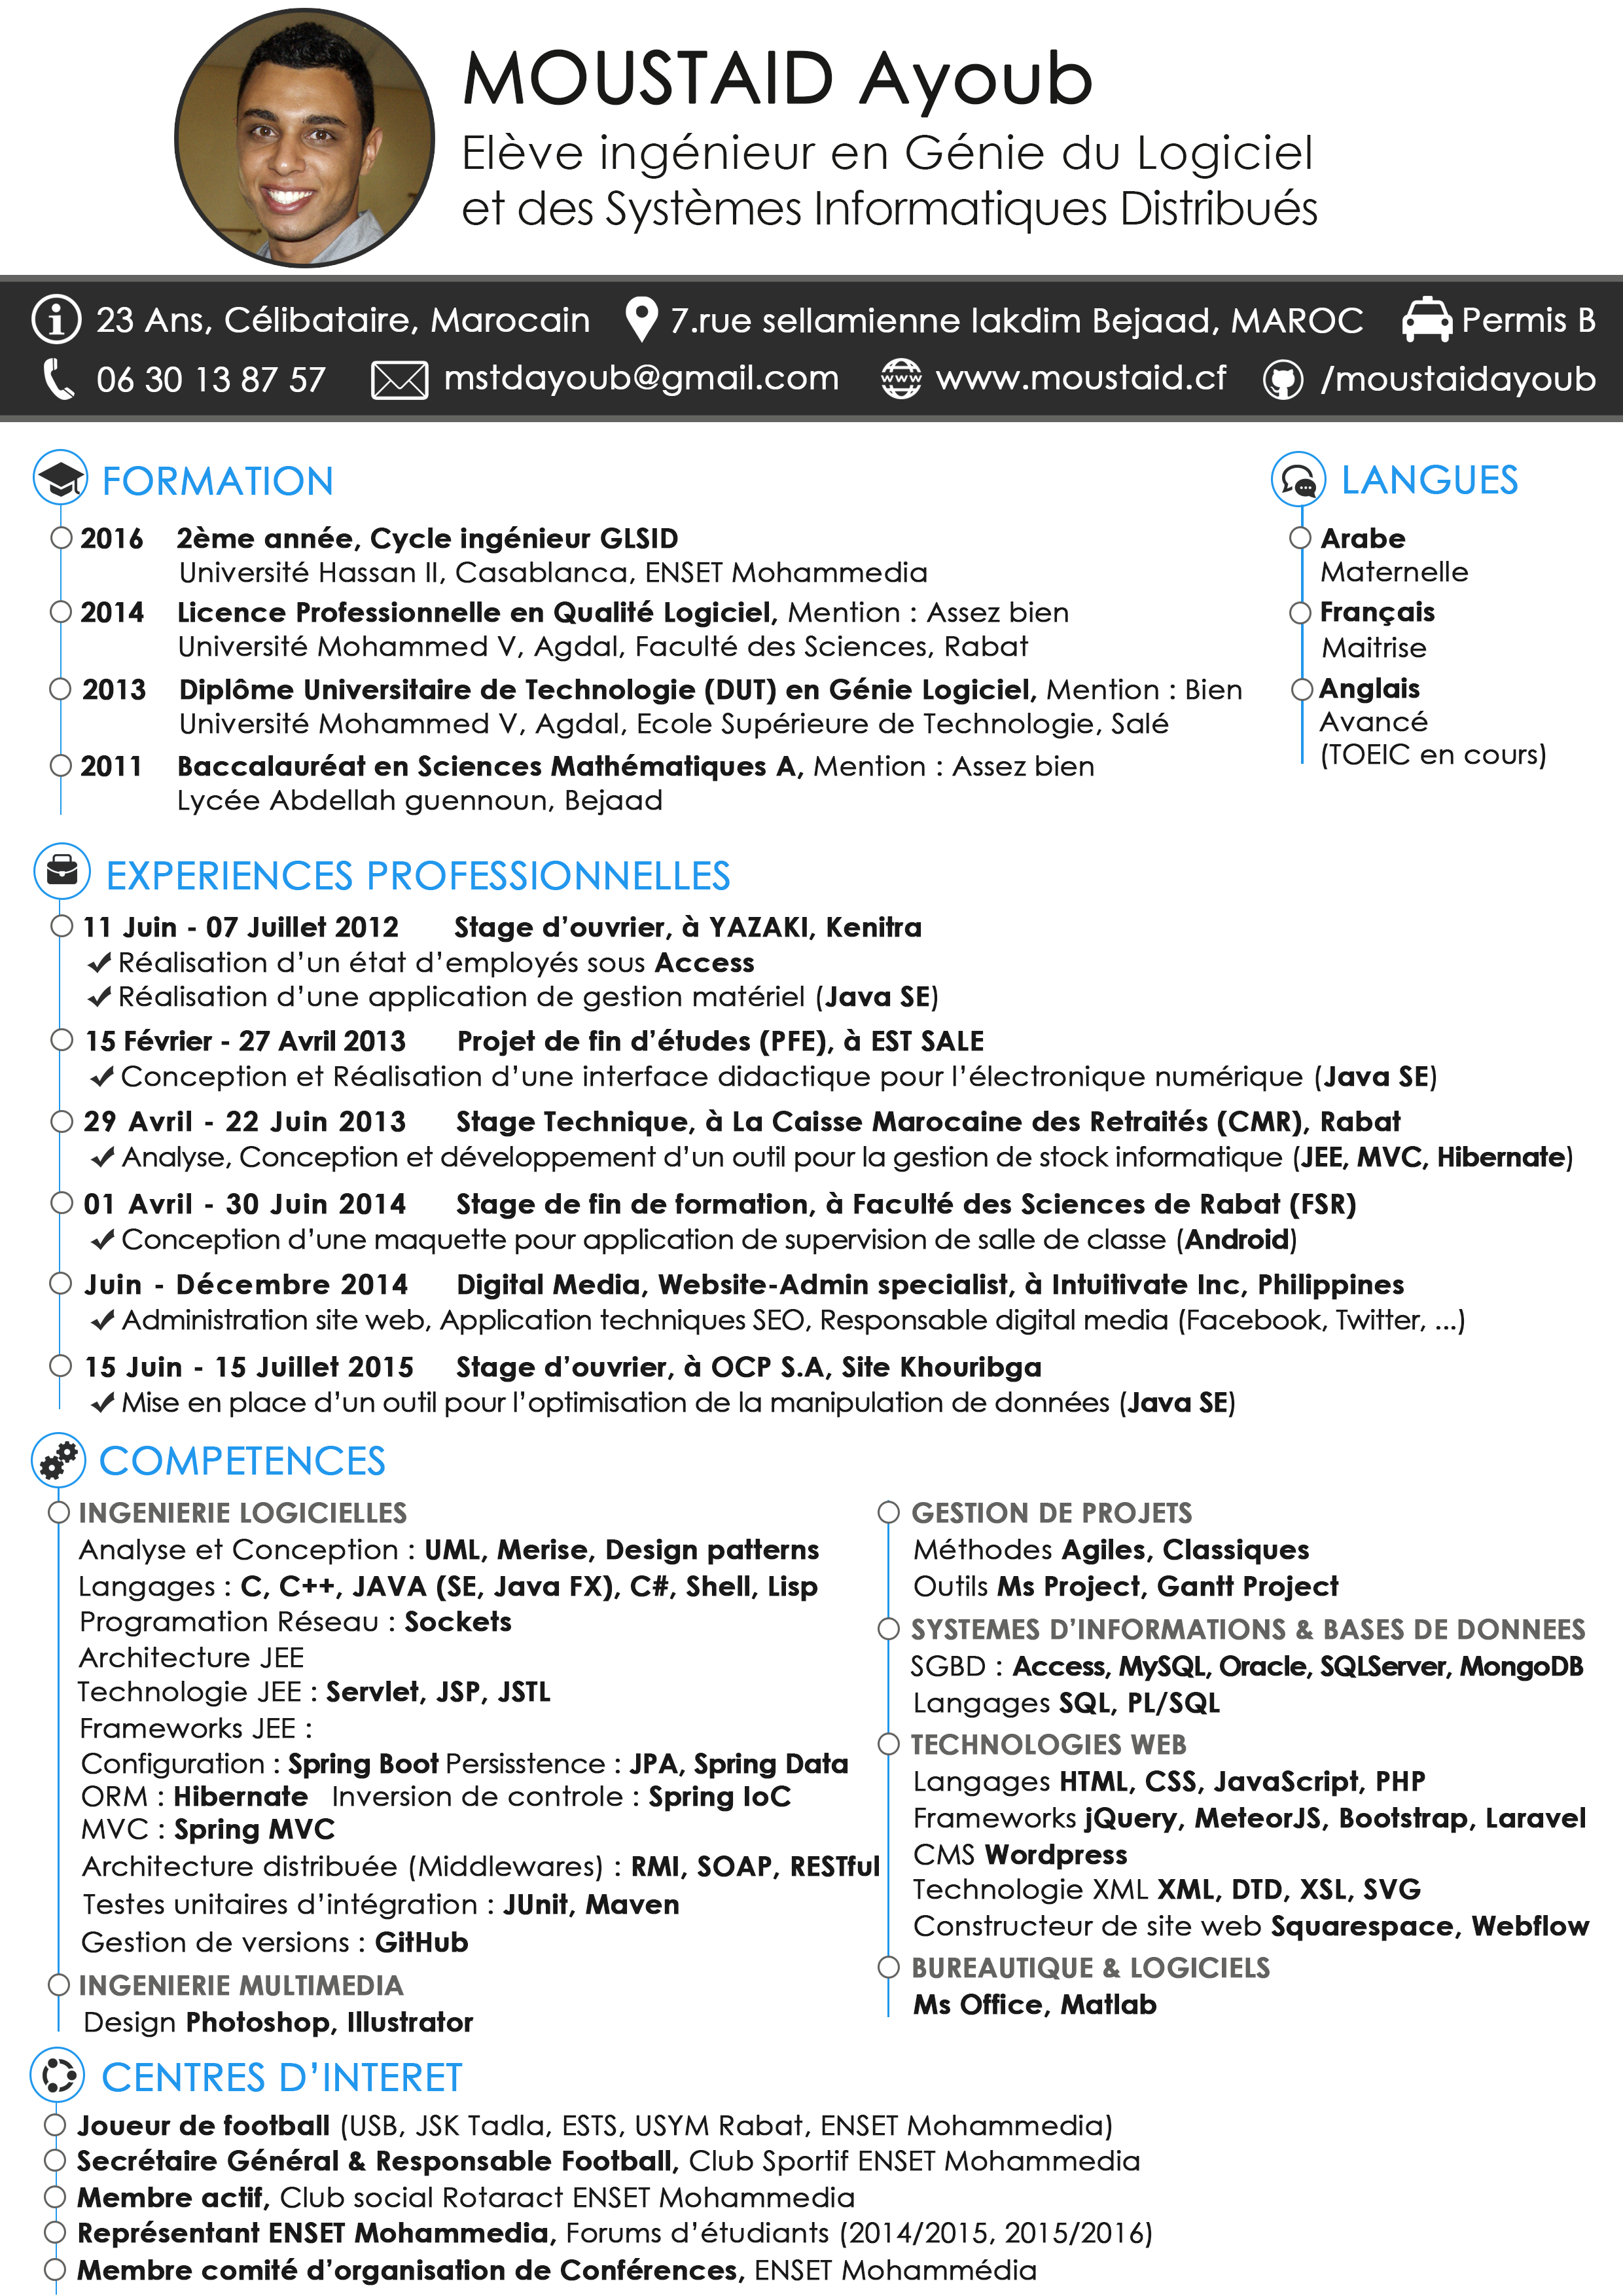 MOUSTAID Ayoub
Elève ingénieur en Génie du Logiciel
et des Systèmes Informatiques Distribués
23 Ans, Célibataire, Marocain
7.rue sellamienne lakdim Bejaad, MAROC
Permis B
06 30 13 87 57
mstdayoub@gmail.com
www
www.moustaid.cf
/moustaidayoub
FORMATION
2016 2ème année, Cycle ingénieur GLSID
Université Hassan II, Casablanca, ENSET Mohammedia
2014 Licence Professionnelle en Qualité Logiciel, Mention : Assez bien
Université Mohammed V, Agdal, Faculté des Sciences, Rabat
2013 Diplôme Universitaire de Technologie (DUT) en Génie Logiciel, Mention : Bien
Université Mohammed V, Agdal, Ecole Supérieure de Technologie, Salé
2011 Baccalauréat en Sciences Mathématiques A, Mention : Assez bien
Lycée Abdellah guennoun, Bejaad
LANGUES
Arabe
Maternelle
Français
Maitrise
Anglais
Avancé
(TOEIC en cours)
EXPERIENCES PROFESSIONNELLES
11 Juin - 07 Juillet 2012 Stage d'ouvrier, à YAZAKI, Kenitra
Réalisation d'un état d'employés sous Access
Réalisation d'une application de gestion matériel (Java SE)
15 Février - 27 Avril 2013 Projet de fin d'études (PFE), à EST SALE
Conception et Réalisation d'une interface didactique pour l'électronique numérique (Java SE)
29 Avril - 22 Juin 2013 Stage Technique, à La Caisse Marocaine des Retraités (CMR), Rabat
Analyse, Conception et développement d'un outil pour la gestion de stock informatique (JEE, MVC, Hibernate)
01 Avril - 30 Juin 2014 Stage de fin de formation, à Faculté des Sciences de Rabat (FSR)
Conception d'une maquette pour application de supervision de salle de classe (Android)
Juin - Décembre 2014 Digital Media, Website-Admin specialist, à Intuitivate Inc, Philippines
Administration site web, Application techniques SEO, Responsable digital media (Facebook, Twitter, ...)
15 Juin - 15 Juillet 2015 Stage d'ouvrier, à OCP S.A, Site Khouribga
Mise en place d'un outil pour l'optimisation de la manipulation de données (Java SE)
COMPETENCES
INGENIERIE LOGICIELLES
Analyse et Conception : UML, Merise, Design patterns
Langages : C, C++, JAVA (SE, Java FX), C#, Shell, Lisp
Programation Réseau : Sockets
Architecture JEE
Technologie JEE : Servlet, JSP, JSTL
Frameworks JEE :
Configuration : Spring Boot Persisstence : JPA, Spring Data
ORM : Hibernate Inversion de controle : Spring IoC
MVC : Spring MVC
Architecture distribuée (Middlewares) : RMI, SOAP, RESTful
Testes unitaires d'intégration : JUnit, Maven
Gestion de versions : GitHub
INGENIERIE MULTIMEDIA
Design Photoshop, Illustrator
GESTION DE PROJETS
Méthodes Agiles, Classiques
Outils Ms Project, Gantt Project
SYSTEMES D'INFORMATIONS & BASES DE DONNEES
SGBD : Access, MySQL, Oracle, SQLServer, MongoDB
Langages SQL, PL/SQL
TECHNOLOGIES WEB
Langages HTML, CSS, JavaScript, PHP
Frameworks jQuery, MeteorJS, Bootstrap, Laravel
CMS Wordpress
Technologie XML XML, DTD, XSL, SVG
Constructeur de site web Squarespace, Webflow
BUREAUTIQUE & LOGICIELS
Ms Office, Matlab
CENTRES D'INTERET
Joueur de football (USB, JSK Tadla, ESTS, USYM Rabat, ENSET Mohammedia)
Secrétaire Général & Responsable Football, Club Sportif ENSET Mohammedia
Membre actif, Club social Rotaract ENSET Mohammedia
Représentant ENSET Mohammedia, Forums d'étudiants (2014/2015, 2015/2016)
Membre comité d'organisation de Conférences, ENSET Mohammédia